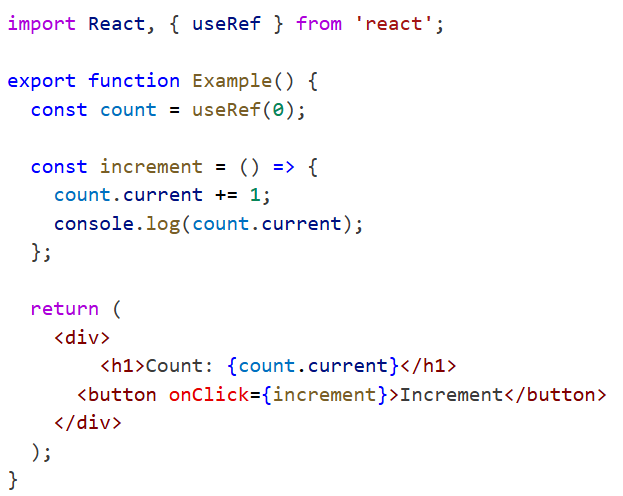 import React, { useRef } from 'react';

export function Example() {
  const count = useRef(0);

  const increment = () => {
    count.current += 1;
    console.log(count.current);
  };

  return (
    <div>
        <h1>Count: {count.current}</h1>
      <button onClick={increment}>Increment</button>
    </div>
  );
}